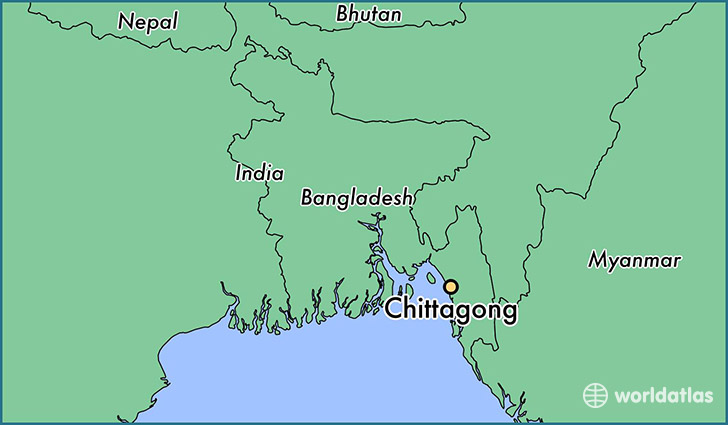 Nepal
Bhutan
India
Bangladesh
Myanmar
Chittagong
worldatlas